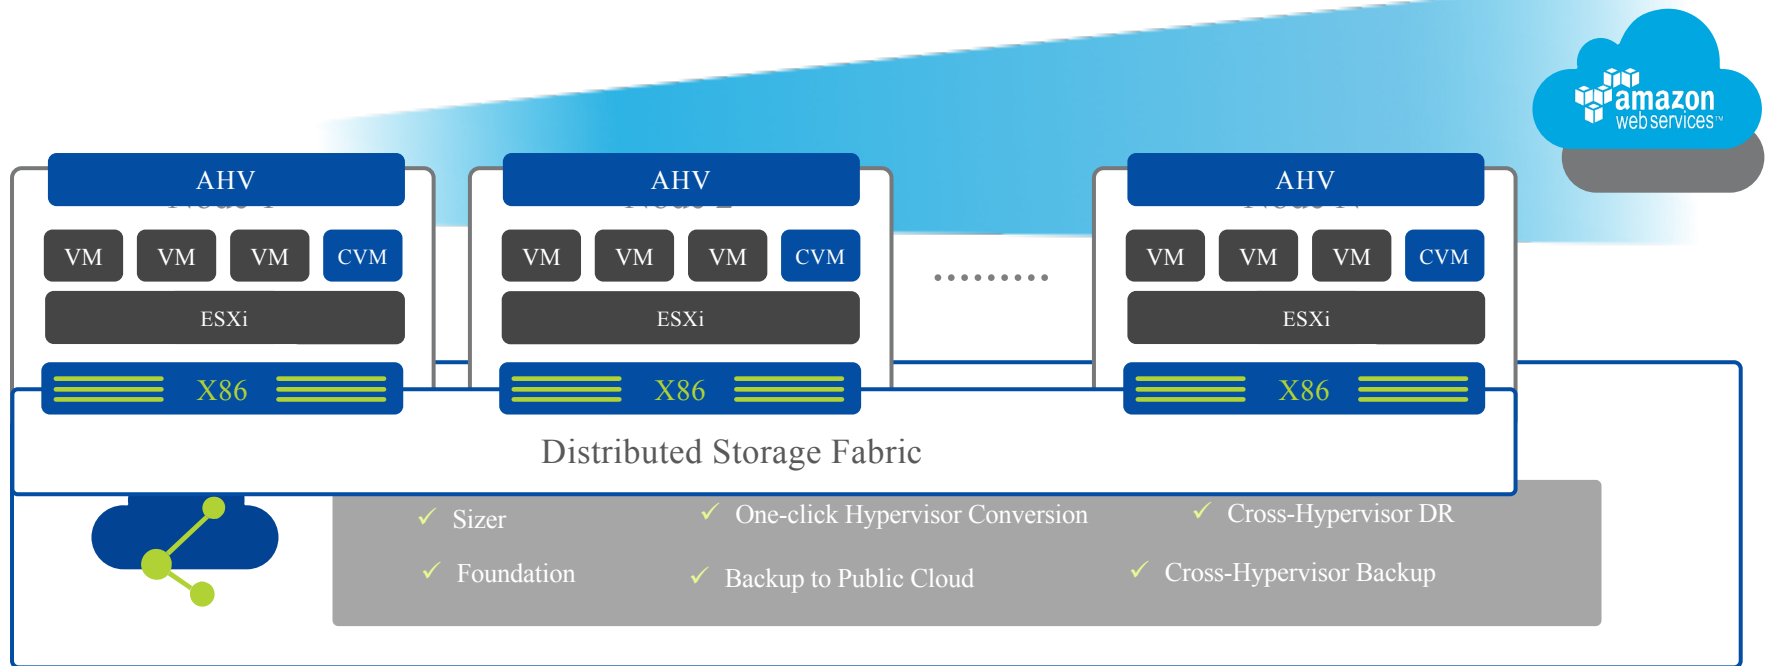 amazon
web services™
AHV
AHV
AHV
VM VM VM CVM
VM VM VM CVM
VM VM VM CVM
.........
ESXi
ESXi
ESXi
X86
X86
X86
Distributed Storage Fabric
✓ Sizer
✓ One-click Hypervisor Conversion
✓ Cross-Hypervisor DR
✓ Foundation
✓ Backup to Public Cloud
✓ Cross-Hypervisor Backup